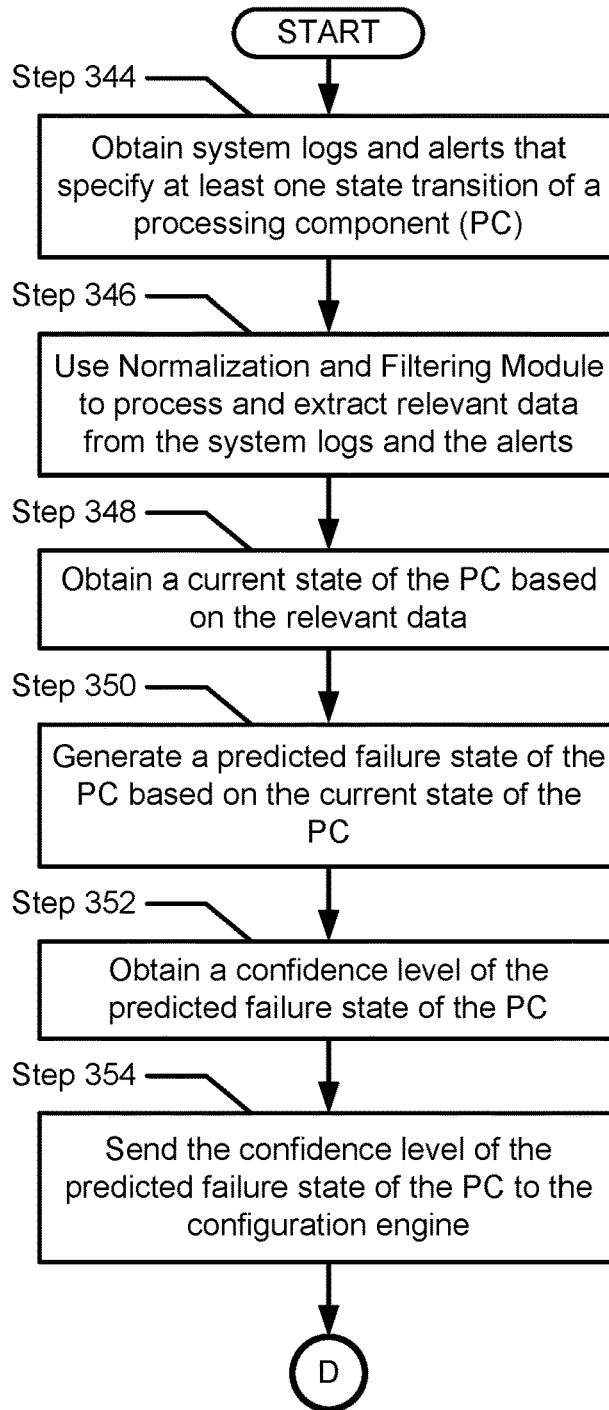 START
Step 344
Obtain system logs and alerts that
specify at least one state transition of a
processing component (PC)
Step 346
Use Normalization and Filtering Module
to process and extract relevant data
from the system logs and the alerts
Step 348
Obtain a current state of the PC based
on the relevant data
Step 350
Generate a predicted failure state of the
PC based on the current state of the
PC
Step 352
Obtain a confidence level of the
predicted failure state of the PC
Step 354
Send the confidence level of the
predicted failure state of the PC to the
configuration engine
D